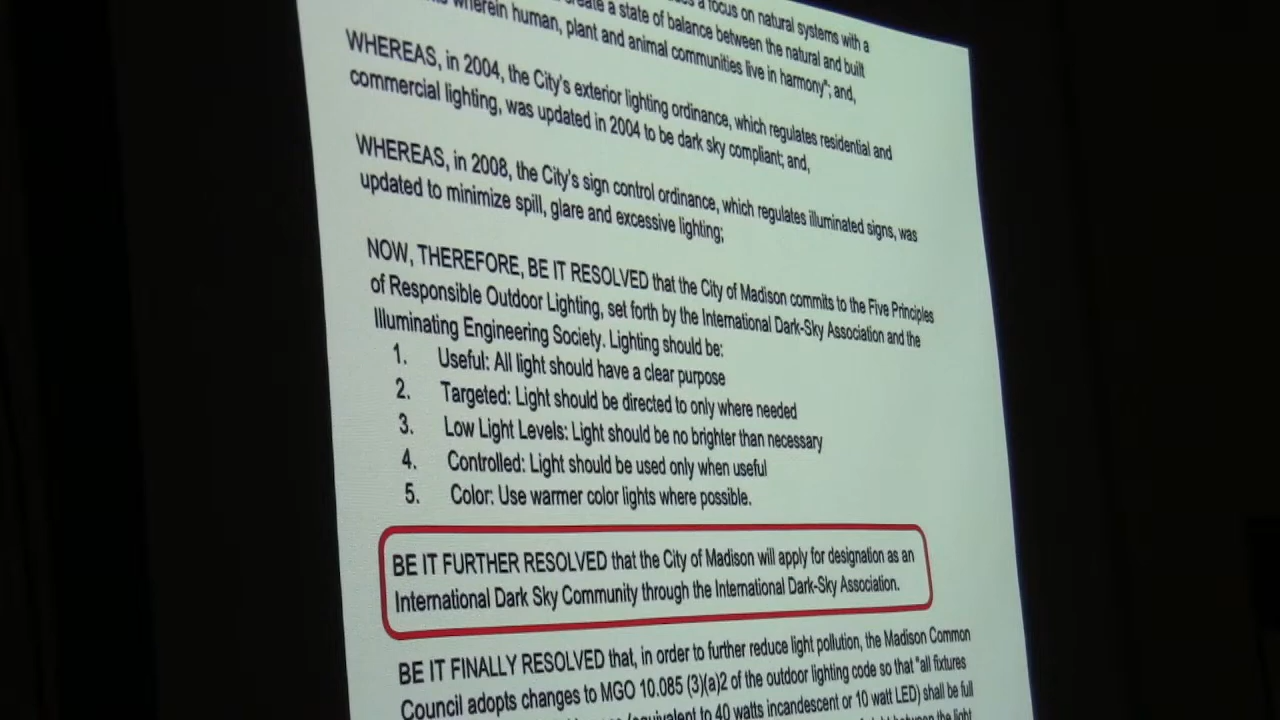 a focus on natural systems with a
create a state of balance between the natural and built
wherein human, plant and animal communities live in harmony"; and,
WHEREAS, in 2004, the City's exterior lighting ordinance, which regulates residential and
commercial lighting, was updated in 2004 to be dark sky compliant; and,
WHEREAS, in 2008, the City's sign control ordinance, which regulates illuminated signs, was
updated to minimize spill, glare and excessive lighting;
NOW, THEREFORE, BE IT RESOLVED that the City of Madison commits to the Five Principles
of Responsible Outdoor Lighting, set forth by the International Dark-Sky Association and the
Illuminating Engineering Society. Lighting should be:
1. Useful: All light should have a clear purpose
2. Targeted: Light should be directed to only where needed
3. Low Light Levels: Light should be no brighter than necessary
4. Controlled: Light should be used only when useful
5. Color: Use warmer color lights where possible.
BE IT FURTHER RESOLVED that the City of Madison will apply for designation as an
International Dark Sky Community through the International Dark-Sky Association.
BE IT FINALLY RESOLVED that, in order to further reduce light pollution, the Madison Common
Council adopts changes to MGO 10.085 (3)(a)2 of the outdoor lighting code so that "all fixtures
(equivalent to 40 watts incandescent or 10 watt LED) shall be full
between the light